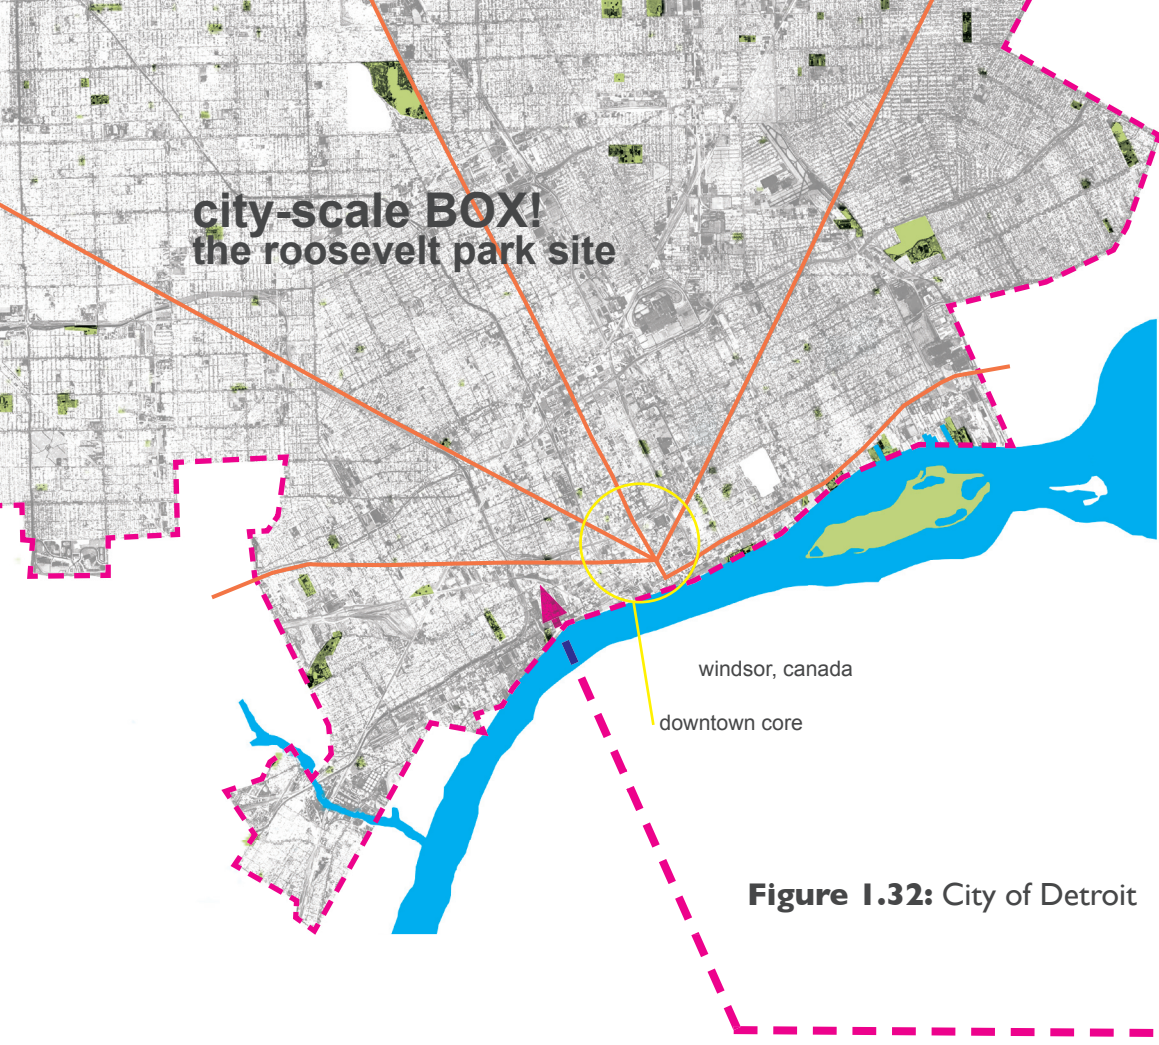 city-scale BOX!
the roosevelt park site
windsor, canada
downtown core
Figure 1.32: City of Detroit